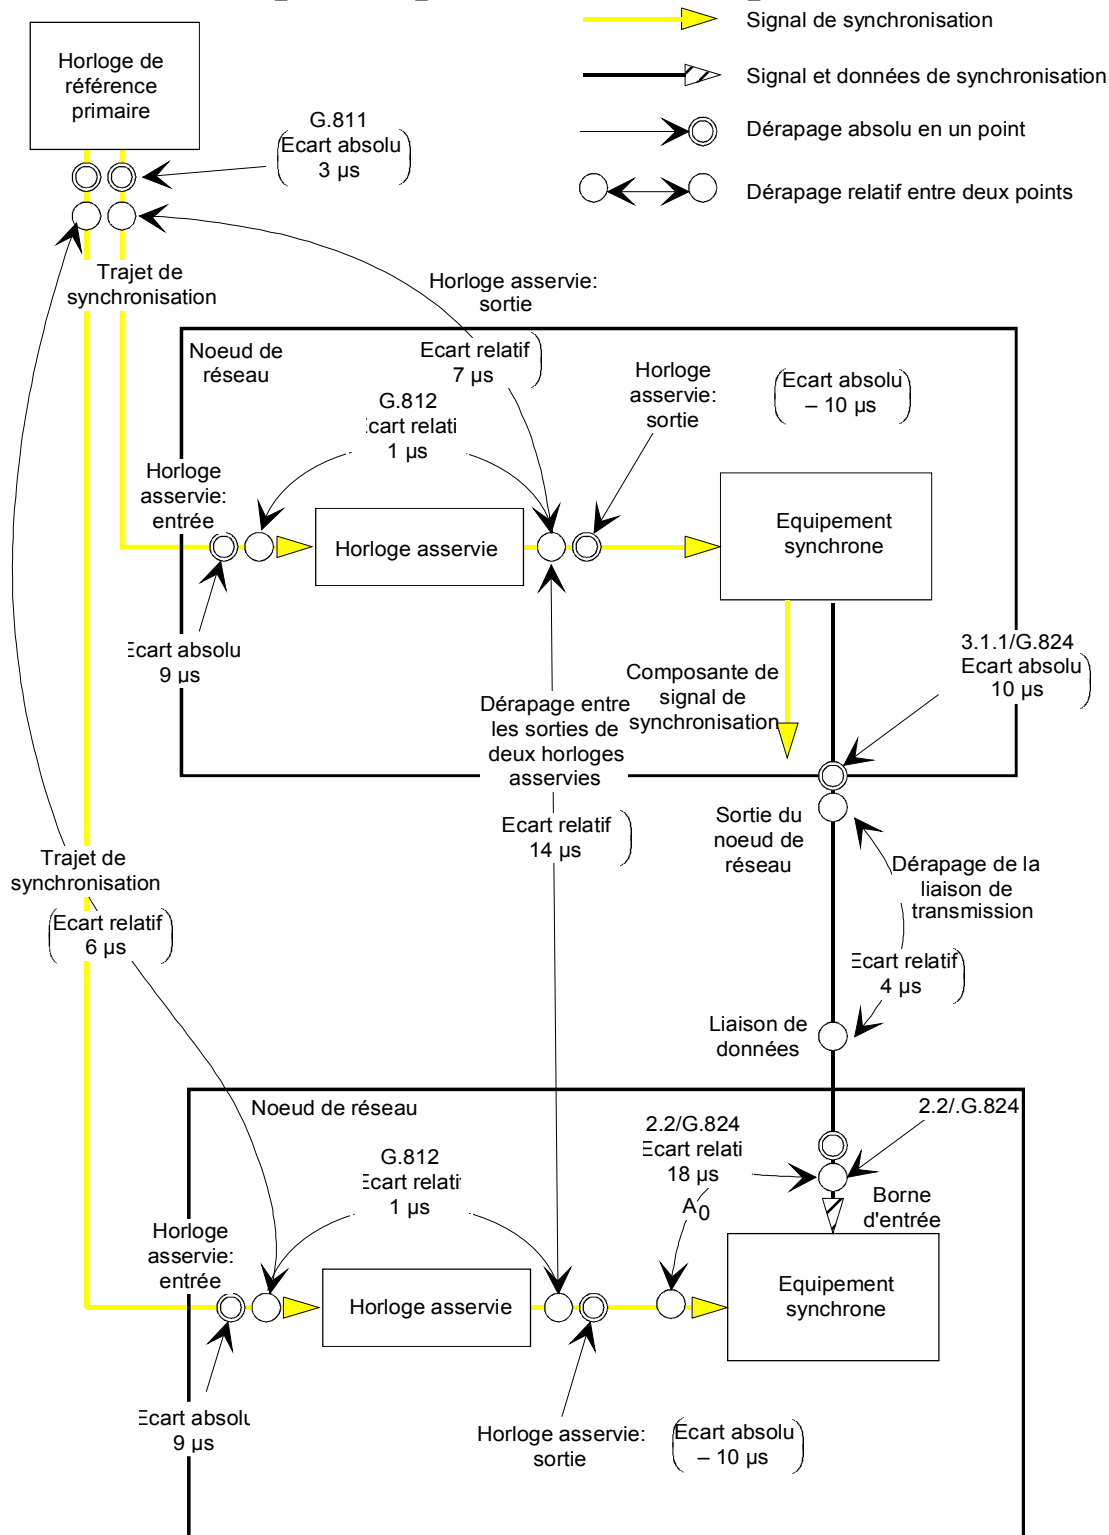 Signal de synchronisation
Signal et données de synchronisation
Dérapage absolu en un point
Dérapage relatif entre deux points
Horloge de
référence
primaire
G.811
Ecart absolu
3 µs
Trajet de
synchronisation
Horloge asservie:
sortie
Noeud de
réseau
Ecart relatif
7 µs
G.812
Ecart relati
1 µs
Horloge
asservie:
sortie
Ecart absolu
– 10 µs
Horloge
asservie:
entrée
Horloge asservie
Equipement
synchrone
Ecart absolu
9 µs
Composante de
signal de
synchronisation
3.1.1/G.824
Ecart absolu
10 µs
Dérapage entre
les sorties de
deux horloges
asservies
Ecart relatif
14 µs
Sortie du
noeud de
réseau
Dérapage de la
liaison de
transmission
Ecart relatif
4 µs
Trajet de
synchronisation
Ecart relatif
6 µs
Liaison de
données
Noeud de réseau
2.2/G.824
Ecart relati
18 µs
A0
2.2/.G.824
G.812
Ecart relati
1 µs
Borne
d'entrée
Horloge
asservie:
entrée
Horloge asservie
Equipement
synchrone
Ecart absolu
9 µs
Horloge asservie:
sortie
Ecart absolu
– 10 µs